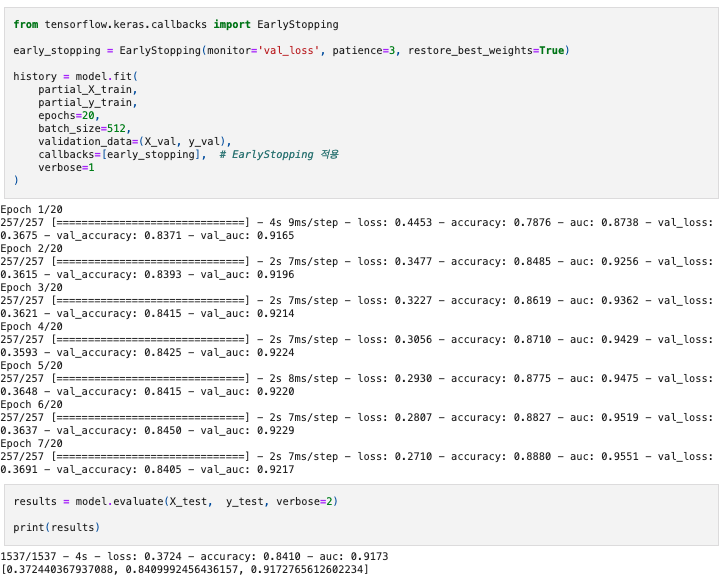 from tensorflow.keras.callbacks import EarlyStopping
early_stopping = EarlyStopping(monitor='val_loss', patience=3, restore_best_weights=True)
history = model.fit(
    partial_X_train,
    partial_y_train,
    epochs=20,
    batch_size=512,
    validation_data=(X_val, y_val),
    callbacks=[early_stopping],  # EarlyStopping 적용
    verbose=1
)
Epoch 1/20
257/257 [==============================] - 4s 9ms/step - loss: 0.4453 - accuracy: 0.7876 - auc: 0.8738 - val_loss:
0.3675 - val_accuracy: 0.8371 - val_auc: 0.9165
Epoch 2/20
257/257 [==============================] - 2s 7ms/step - loss: 0.3477 - accuracy: 0.8485 - auc: 0.9256 - val_loss:
0.3615 - val_accuracy: 0.8393 - val_auc: 0.9196
Epoch 3/20
257/257 [==============================] - 2s 7ms/step - loss: 0.3227 - accuracy: 0.8619 - auc: 0.9362 - val_loss:
0.3621 - val_accuracy: 0.8415 - val_auc: 0.9214
Epoch 4/20
257/257 [==============================] - 2s 7ms/step - loss: 0.3056 - accuracy: 0.8710 - auc: 0.9429 - val_loss:
0.3593 - val_accuracy: 0.8425 - val_auc: 0.9224
Epoch 5/20
257/257 [==============================] - 2s 8ms/step - loss: 0.2930 - accuracy: 0.8775 - auc: 0.9475 - val_loss:
0.3648 - val_accuracy: 0.8415 - val_auc: 0.9220
Epoch 6/20
257/257 [==============================] - 2s 7ms/step - loss: 0.2807 - accuracy: 0.8827 - auc: 0.9519 - val_loss:
0.3637 - val_accuracy: 0.8450 - val_auc: 0.9229
Epoch 7/20
257/257 [==============================] - 2s 7ms/step - loss: 0.2710 - accuracy: 0.8880 - auc: 0.9551 - val_loss:
0.3691 - val_accuracy: 0.8405 - val_auc: 0.9217
results = model.evaluate(X_test,  y_test, verbose=2)
print(results)
1537/1537 - 4s - loss: 0.3724 - accuracy: 0.8410 - auc: 0.9173
[0.372440367937088, 0.8409992456436157, 0.9172765612602234]